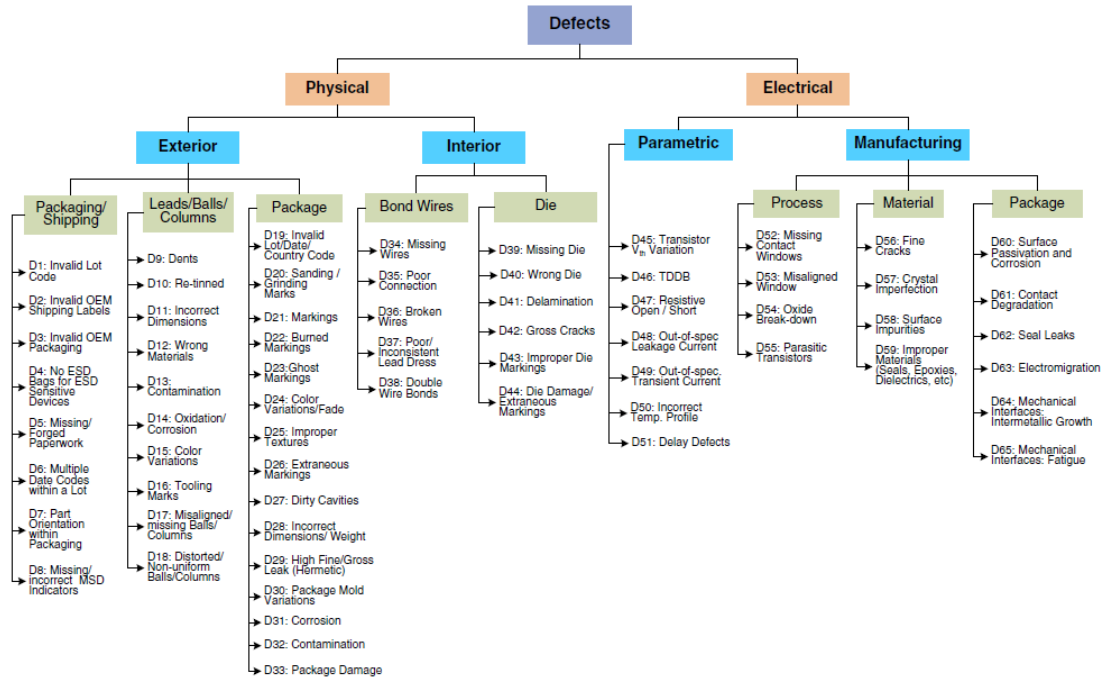 Defects
Physical
Electrical
Exterior
Interior
Parametric
Manufacturing
Packaging/
Shipping
D1: Invalid Lot
Code
D2: Invalid OEM
Shipping Labels
D3: Invalid OEM
Packaging
D4: No ESD
Bags for ESD
Sensitive
Devices
D5: Missing/
Forged
Paperwork
D6: Multiple
Date Codes
within a Lot
D7: Part
Orientation
within
Packaging
D8: Missing/
incorrect MSD
Indicators
Leads/Balls/
Columns
D9: Dents
D10: Re-tinned
D11: Incorrect
Dimensions
D12: Wrong
Materials
D13:
Contamination
D14: Oxidation/
Corrosion
D15: Color
Variations
D16: Tooling
Marks
D17: Misaligned/
missing Balls/
Columns
D18: Distorted/
Non-uniform
Balls/Columns
Package
D19: Invalid
Lot/Date/
Country Code
D20: Sanding /
Grinding
Marks
D21: Markings
D22: Burned
Markings
D23:Ghost
Markings
D24: Color
Variations/Fade
D25: Improper
Textures
D26: Extraneous
Markings
D27: Dirty Cavities
D28: Incorrect
Dimensions/ Weight
D29: High Fine/Gross
Leak (Hermetic)
D30: Package Mold
Variations
D31: Corrosion
D32: Contamination
D33: Package Damage
Bond Wires
D34: Missing
Wires
D35: Poor
Connection
D36: Broken
Wires
D37: Poor/
Inconsistent
Lead Dress
D38: Double
Wire Bonds
Die
D39: Missing Die
D40: Wrong Die
D41: Delamination
D42: Gross Cracks
D43: Improper Die
Markings
D44: Die Damage/
Extraneous
Markings
D45: Transistor
Vth Variation
D46: TDDB
D47: Resistive
Open / Short
D48: Out-of-spec
Leakage Current
D49: Out-of-spec.
Transient Current
D50: Incorrect
Temp. Profile
D51: Delay Defects
Process
D52: Missing
Contact
Windows
D53: Misaligned
Window
D54: Oxide
Break-down
D55: Parasitic
Transistors
Material
D56: Fine
Cracks
D57: Crystal
Imperfection
D58: Surface
Impurities
D59: Improper
Materials
(Seals, Epoxies,
Dielectrics, etc)
Package
D60: Surface
Passivation and
Corrosion
D61: Contact
Degradation
D62: Seal Leaks
D63: Electromigration
D64: Mechanical
Interfaces:
Intermetallic Growth
D65: Mechanical
Interfaces: Fatigue